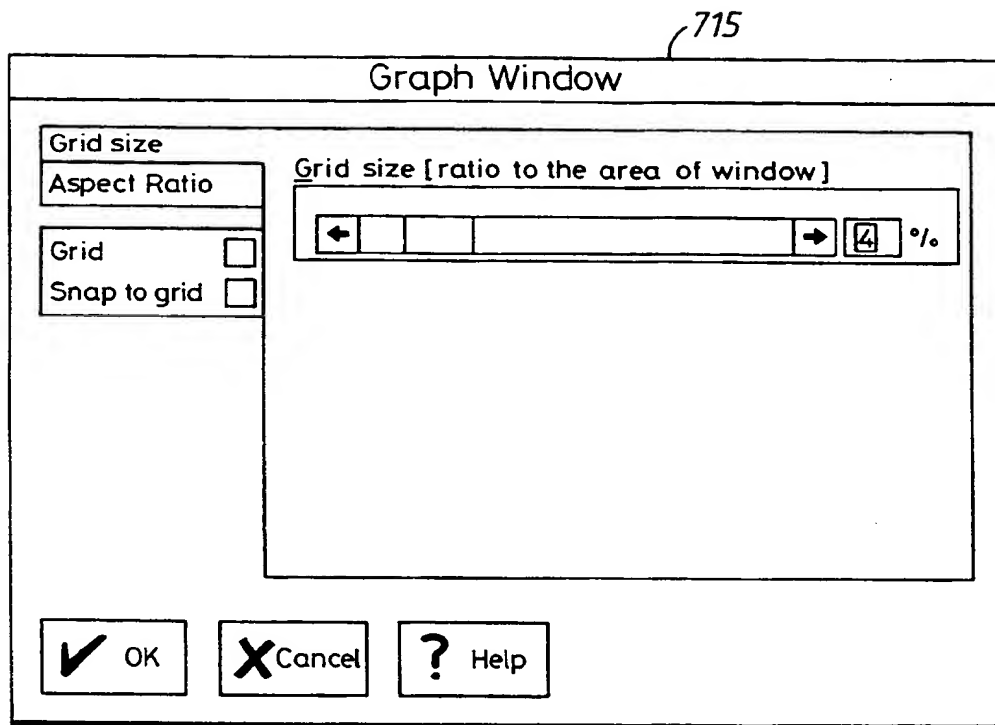 715
Graph Window
Grid size
Aspect Ratio
Grid
Snap to grid
Grid size [ratio to the area of window]
4 %
OK
Cancel
? Help